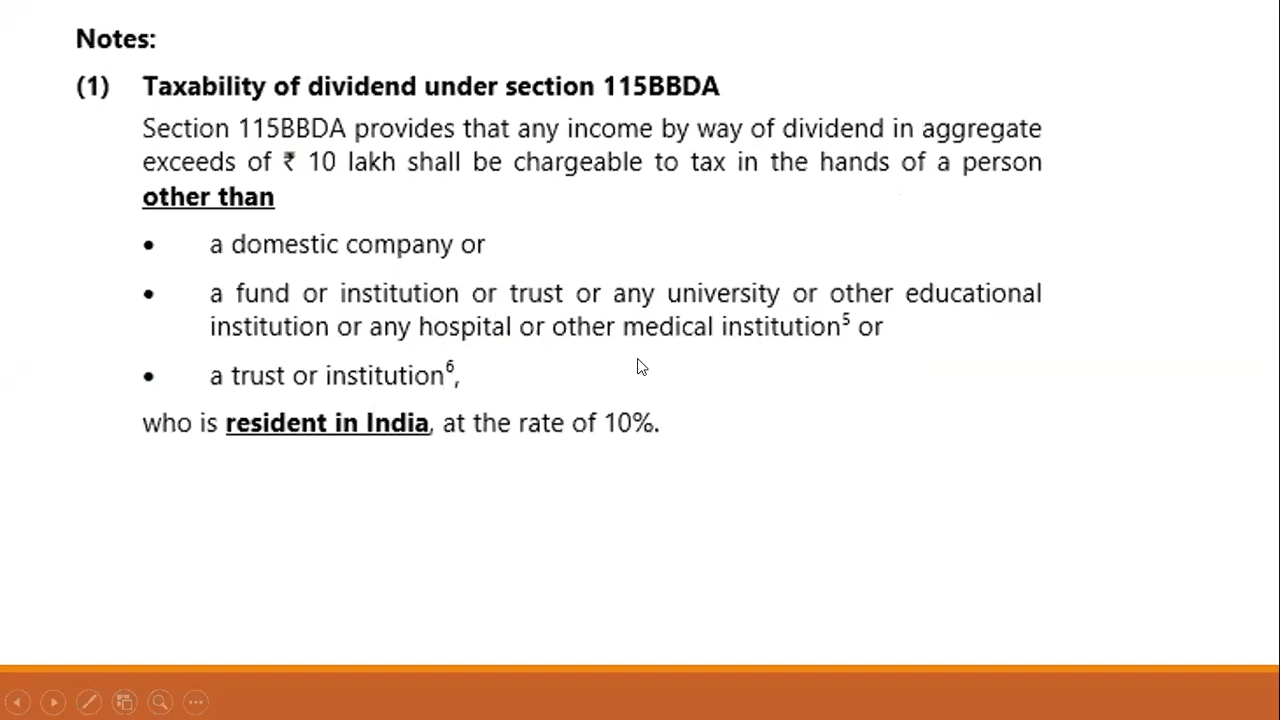 Notes:
(1) Taxability of dividend under section 115BBDA
Section 115BBDA provides that any income by way of dividend in aggregate
exceeds of ₹ 10 lakh shall be chargeable to tax in the hands of a person
other than
• a domestic company or
• a fund or institution or trust or any university or other educational
institution or any hospital or other medical institution⁵ or
• a trust or institution⁶,
who is resident in India, at the rate of 10%.